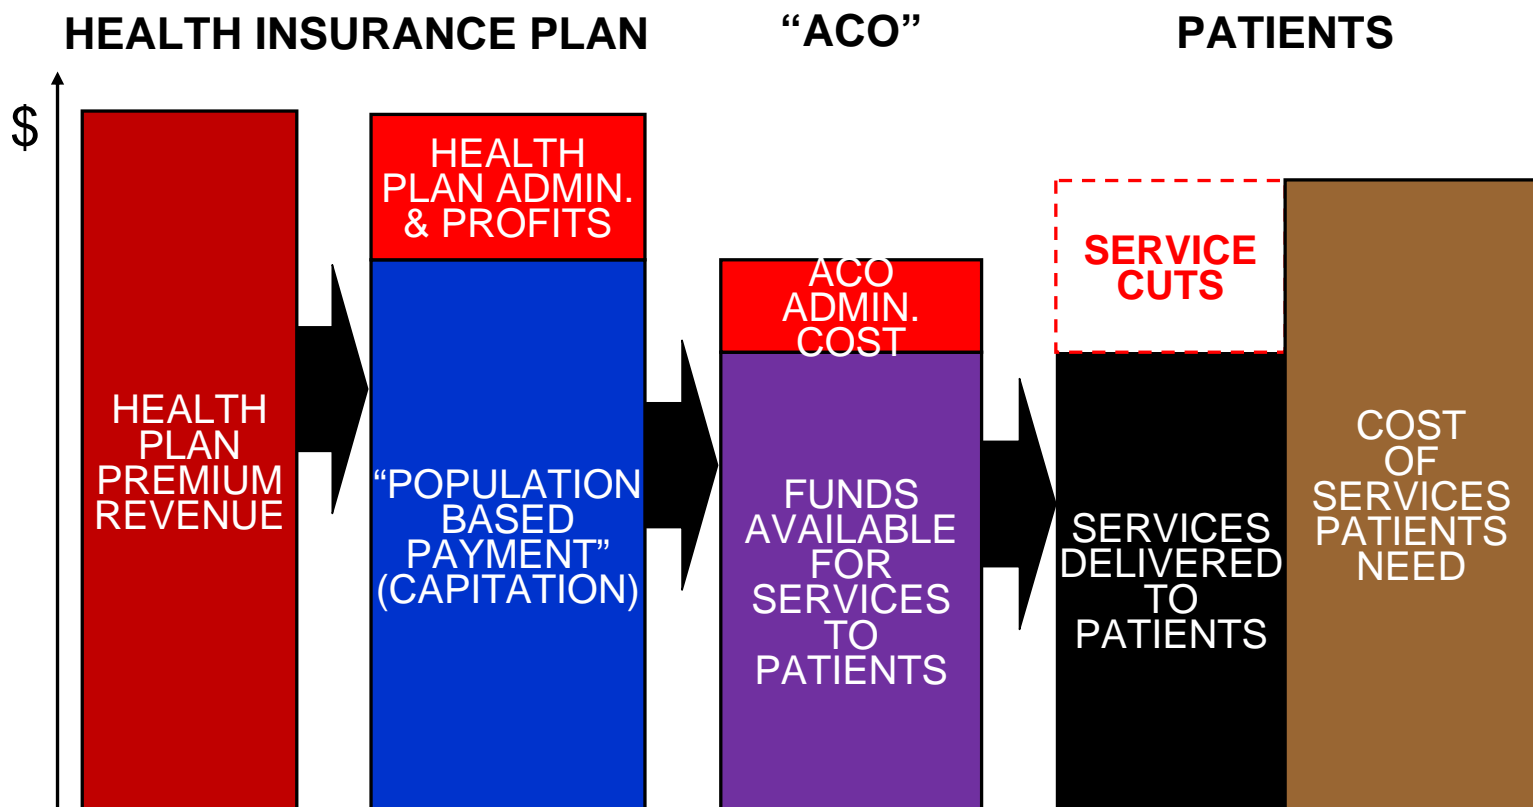 HEALTH INSURANCE PLAN
“ACO”
PATIENTS
$
HEALTH
PLAN
PREMIUM
REVENUE
HEALTH
PLAN ADMIN.
& PROFITS
“POPULATION
BASED
PAYMENT”
(CAPITATION)
ACO
ADMIN.
COST
FUNDS
AVAILABLE
FOR
SERVICES
TO
PATIENTS
SERVICE
CUTS
SERVICES
DELIVERED
TO
PATIENTS
COST
OF
SERVICES
PATIENTS
NEED